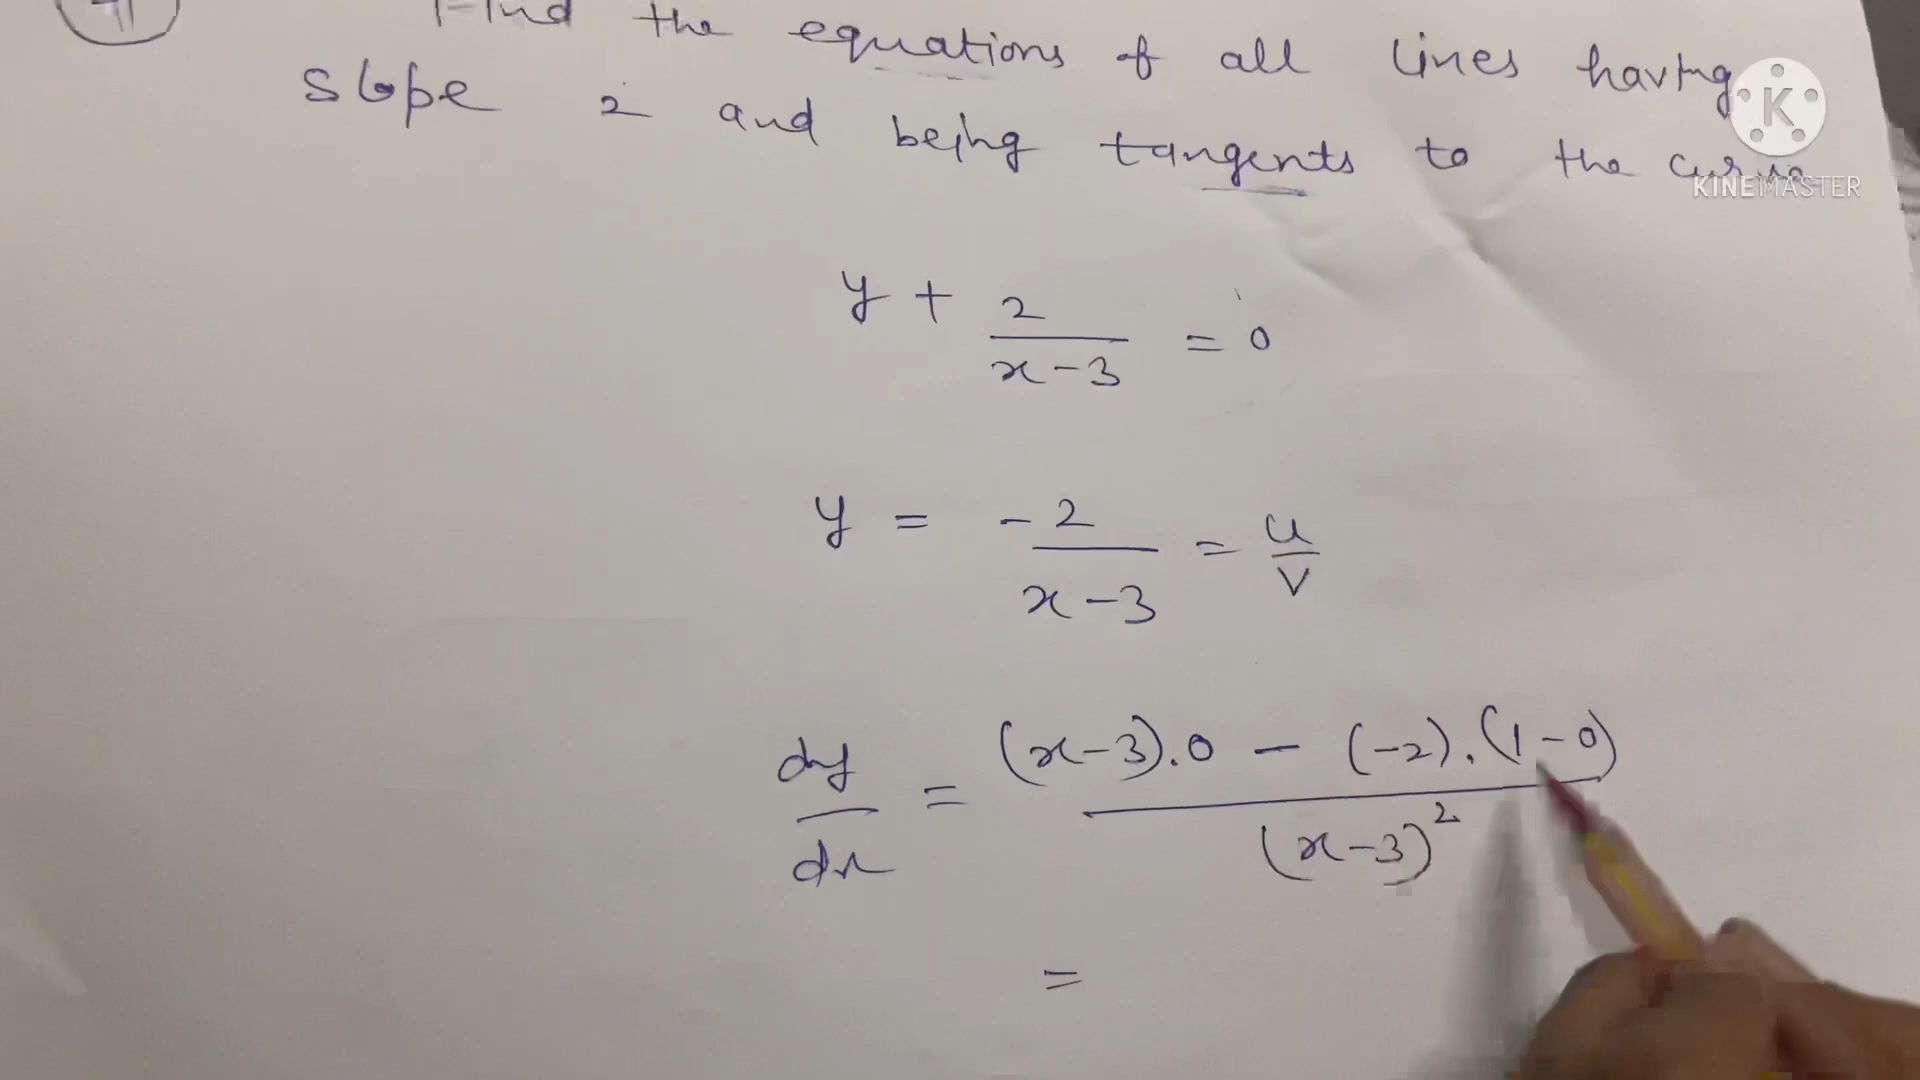 Find the equations of all lines having
slope 2 and being tangents to the curve
K
KINEMASTER
y + 2/(x-3) = 0
y = -2/(x-3) = u/v
dy/dx = ((x-3).0 - (-2).(1-0))/(x-3)²
=